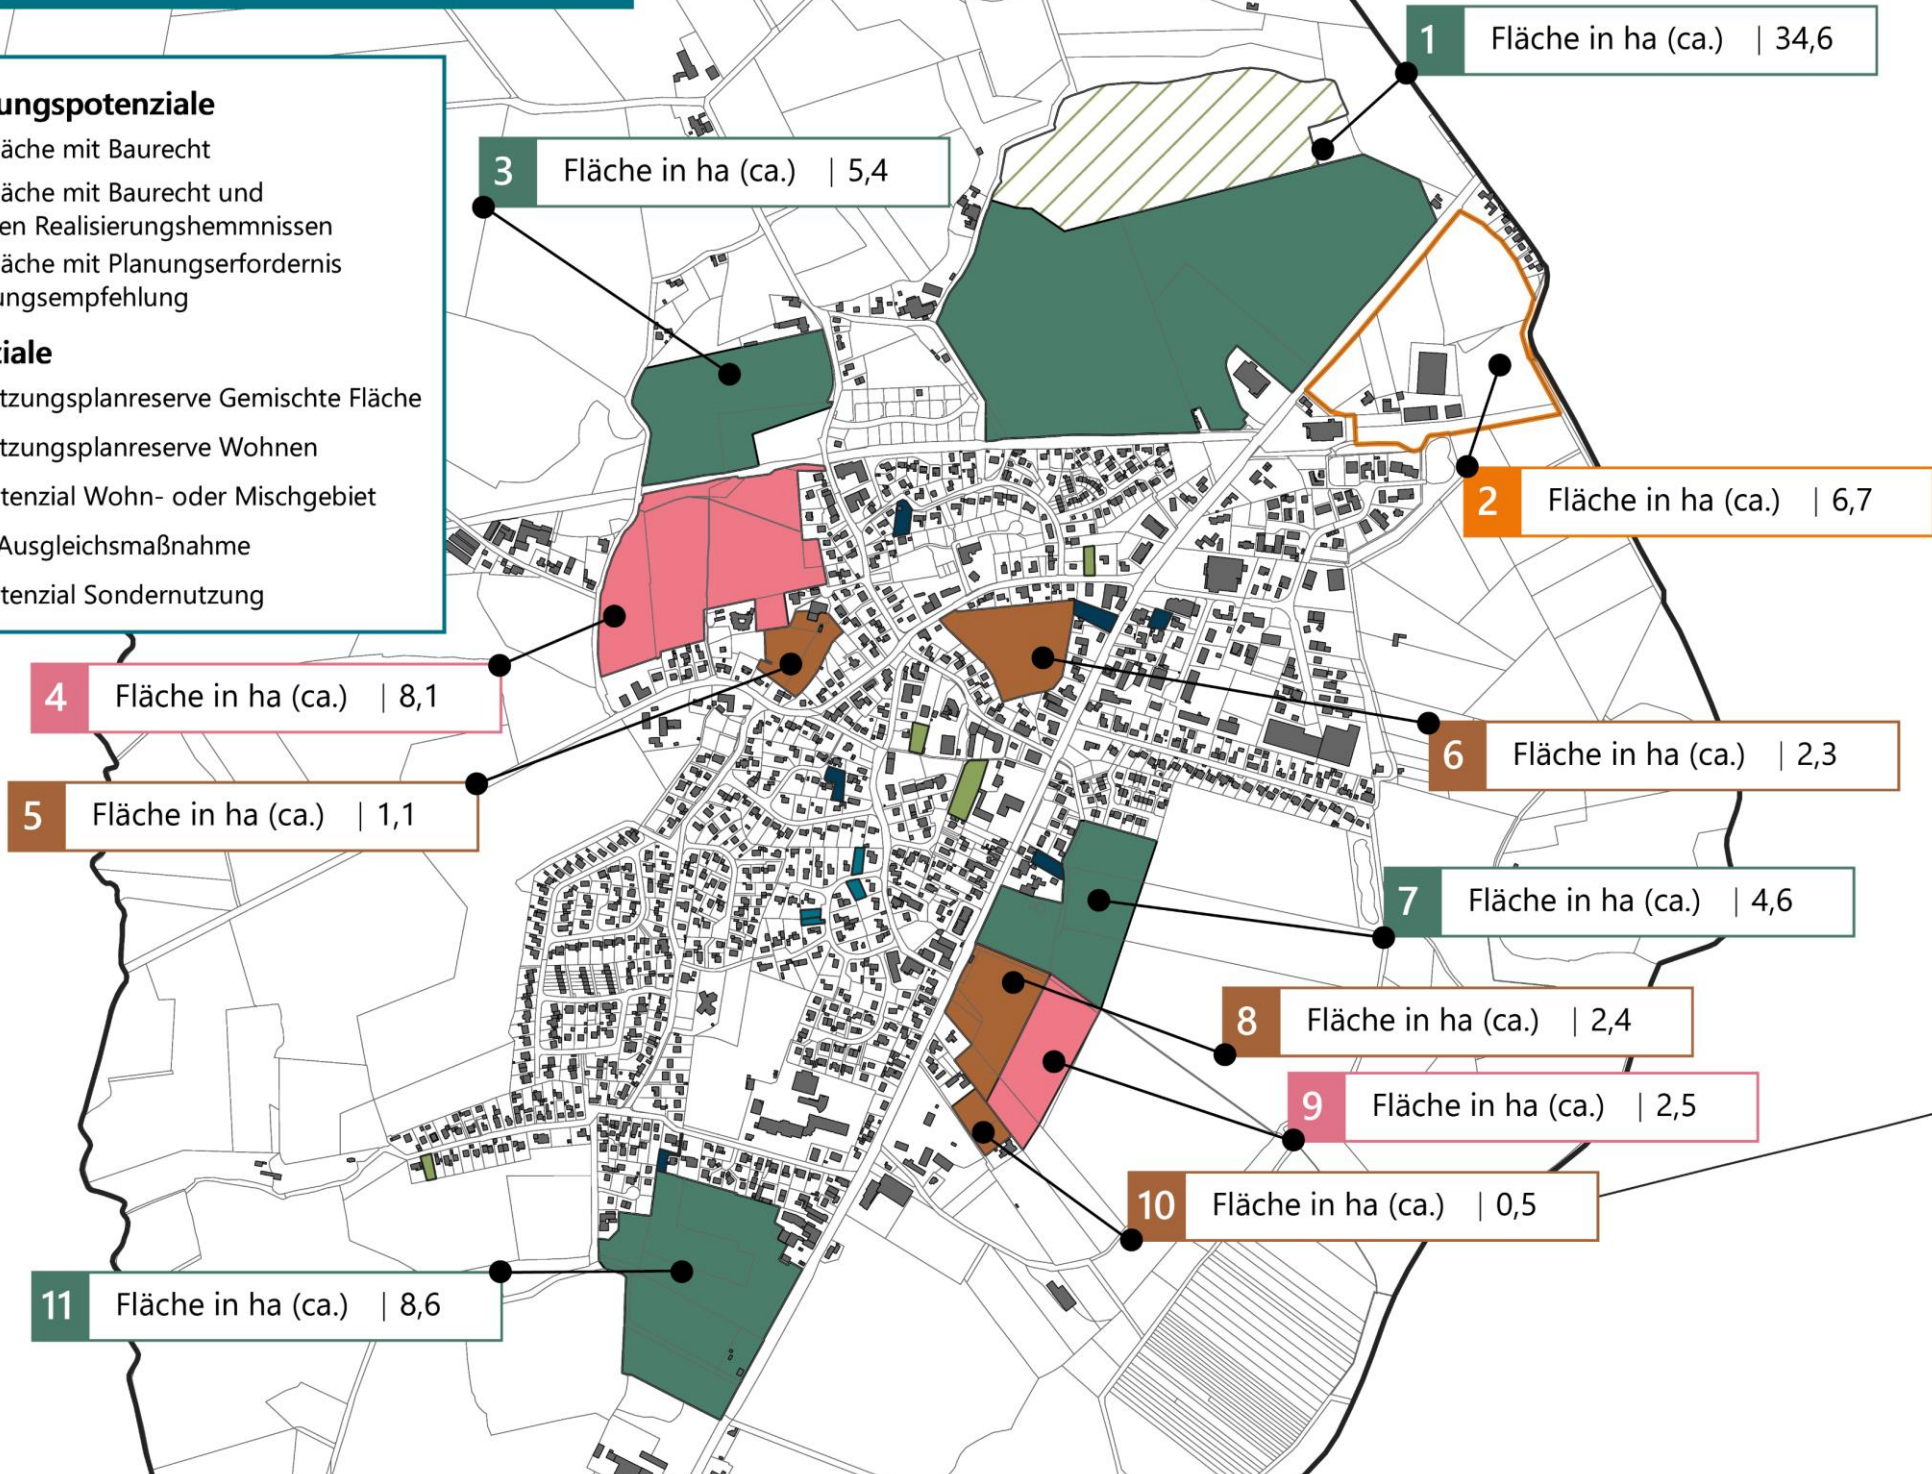 ungspotenziale
äche mit Baurecht
äche mit Baurecht und
en Realisierungshemmnissen
äche mit Planungserfordernis
ungsempfehlung
ziale
tzungsplanreserve Gemischte Fläche
tzungsplanreserve Wohnen
tenzial Wohn- oder Mischgebiet
Ausgleichsmaßnahme
tenzial Sondernutzung
1 Fläche in ha (ca.) | 34,6
3 Fläche in ha (ca.) | 5,4
2 Fläche in ha (ca.) | 6,7
4 Fläche in ha (ca.) | 8,1
6 Fläche in ha (ca.) | 2,3
5 Fläche in ha (ca.) | 1,1
7 Fläche in ha (ca.) | 4,6
8 Fläche in ha (ca.) | 2,4
9 Fläche in ha (ca.) | 2,5
10 Fläche in ha (ca.) | 0,5
11 Fläche in ha (ca.) | 8,6